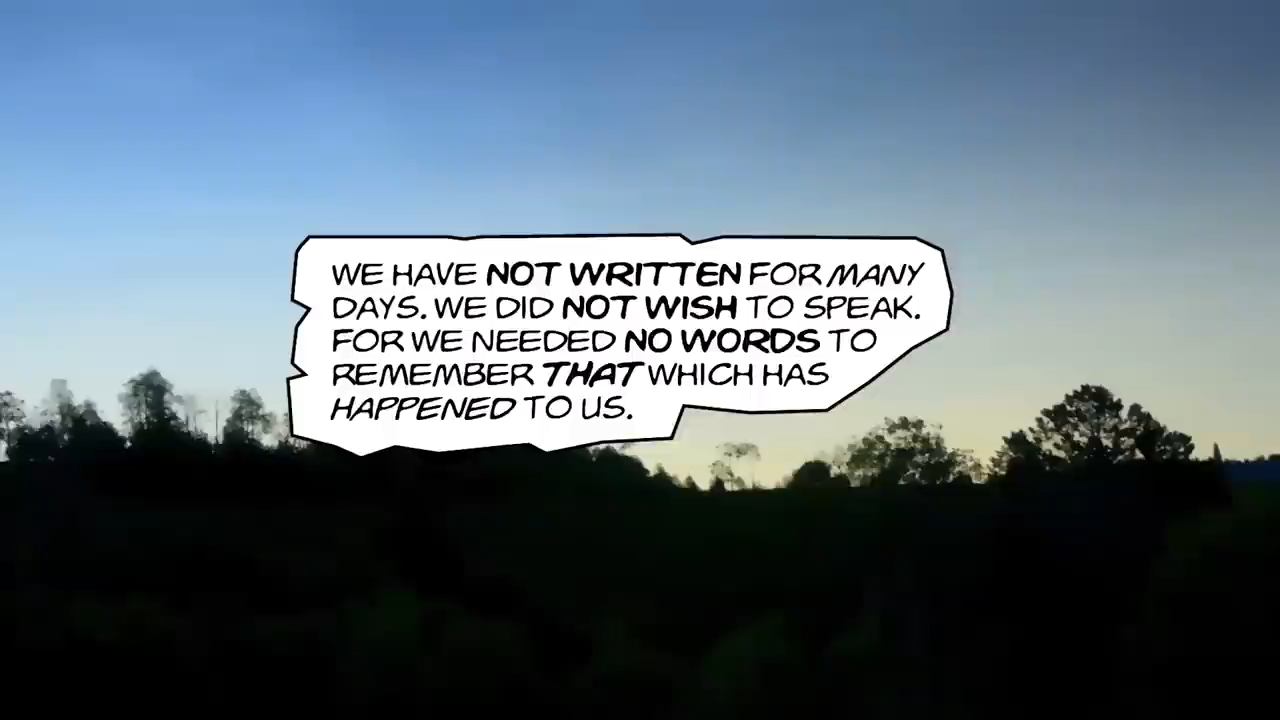 WE HAVE NOT WRITTEN FOR MANY
DAYS. WE DID NOT WISH TO SPEAK.
FOR WE NEEDED NO WORDS TO
REMEMBER THAT WHICH HAS
HAPPENED TO US.